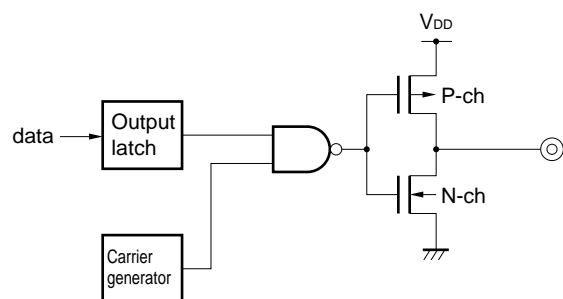 VDD
P-ch
data
Output
latch
N-ch
Carrier
generator